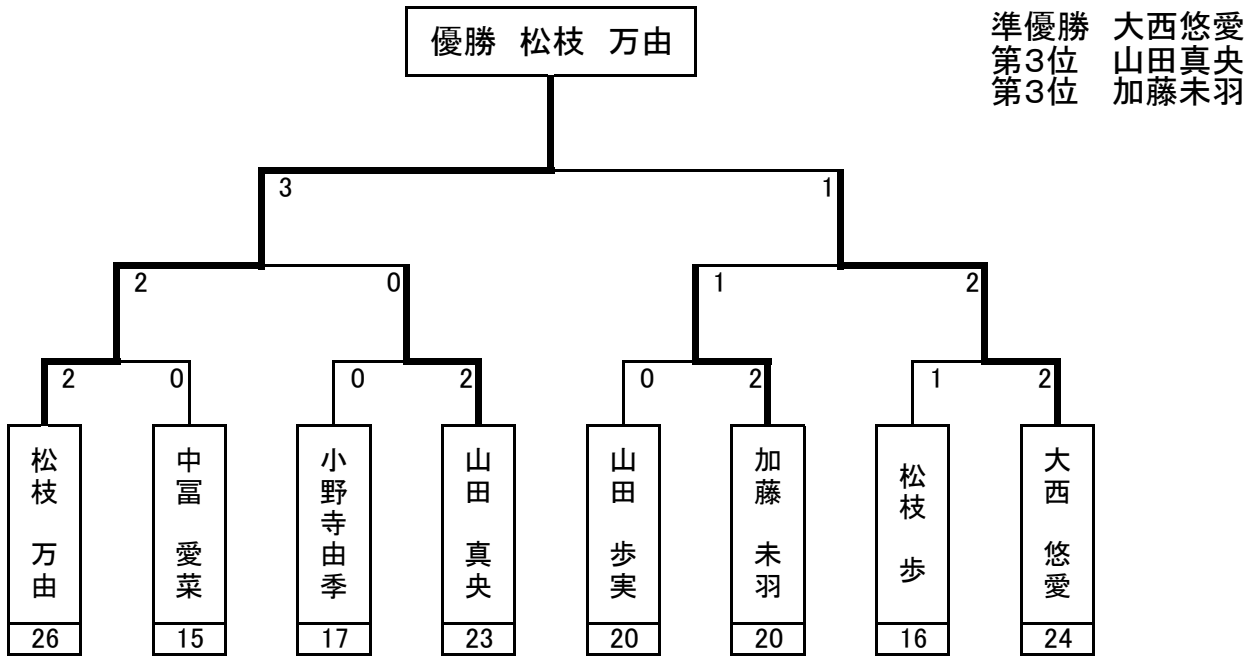 優勝 松枝 万由
準優勝 大西悠愛
第3位 山田真央
第3位 加藤未羽
3 1
2 0 1 2
2 0 0 2 0 2 1 2
松枝 万由
中冨 愛菜
小野寺由季
山田 真央
山田 歩実
加藤 未羽
松枝 歩
大西 悠愛
26 15 17 23 20 20 16 24